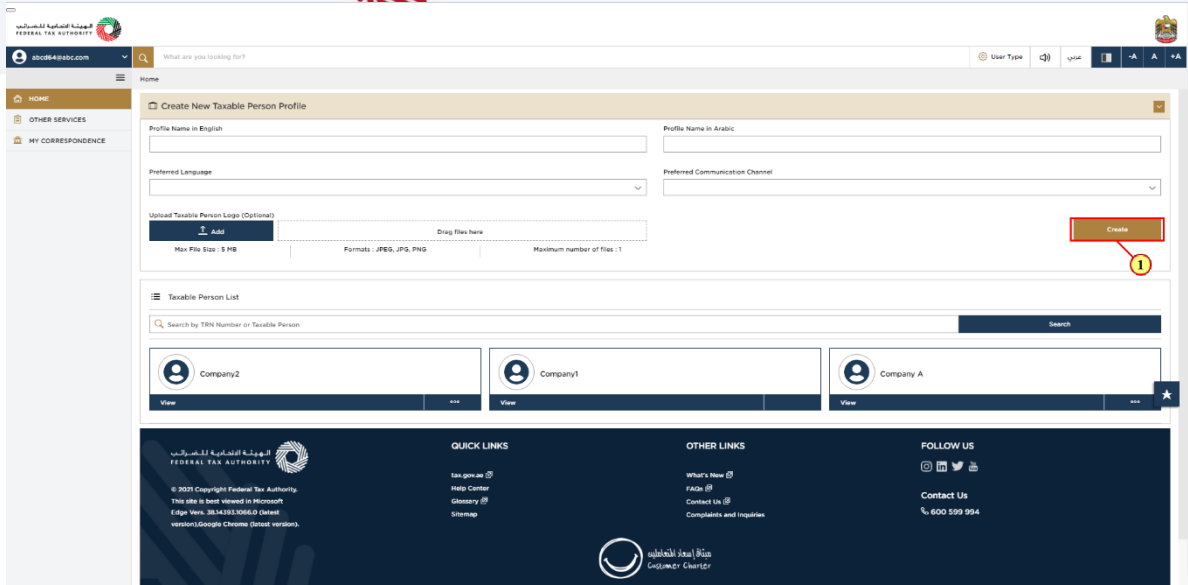 الهيئة الاتحادية للضرائب
FEDERAL TAX AUTHORITY
abcd64@abc.com
What are you looking for?
User Type
عربي
-A A +A
Home
HOME
OTHER SERVICES
MY CORRESPONDENCE
Create New Taxable Person Profile
Profile Name in English
Profile Name in Arabic
Preferred Language
Preferred Communication Channel
Upload Taxable Person Logo (Optional)
Add
Drag files here
Create
Max File Size : 5 MB
Formats : JPEG, JPG, PNG
Maximum number of files : 1
1
Taxable Person List
Search by TRN Number or Taxable Person
Search
Company2
Company1
Company A
View
View
View
الهيئة الاتحادية للضرائب
FEDERAL TAX AUTHORITY
© 2021 Copyright Federal Tax Authority.
This site is best viewed in Microsoft
Edge Vers. 38.14393.1066.0 (latest
version),Google Chrome (latest version).
QUICK LINKS
tax.gov.ae
Help Center
Glossary
Sitemap
OTHER LINKS
What's New
FAQs
Contact Us
Complaints and Inquiries
FOLLOW US
Contact Us
600 599 994
ميثاق إسعاد المتعاملين
Customer Charter